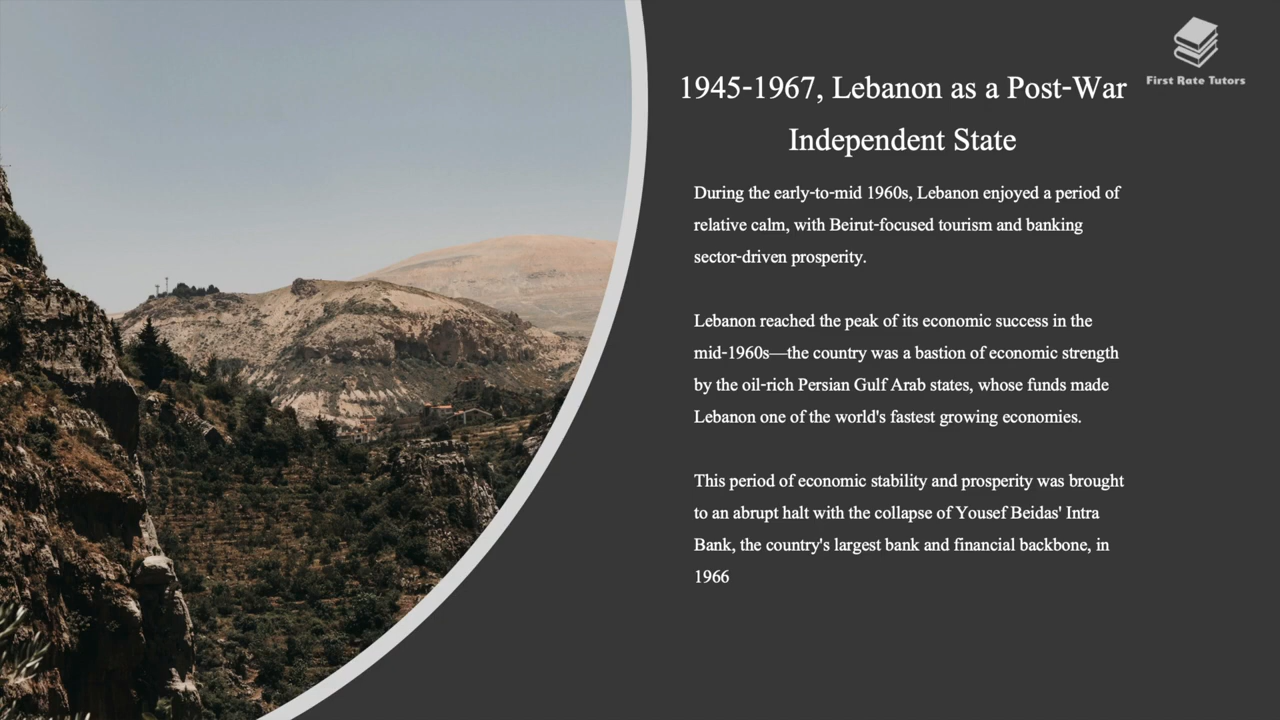 First Rate Tutors
1945-1967, Lebanon as a Post-War
Independent State
During the early-to-mid 1960s, Lebanon enjoyed a period of
relative calm, with Beirut-focused tourism and banking
sector-driven prosperity.
Lebanon reached the peak of its economic success in the
mid-1960s—the country was a bastion of economic strength
by the oil-rich Persian Gulf Arab states, whose funds made
Lebanon one of the world's fastest growing economies.
This period of economic stability and prosperity was brought
to an abrupt halt with the collapse of Yousef Beidas' Intra
Bank, the country's largest bank and financial backbone, in
1966